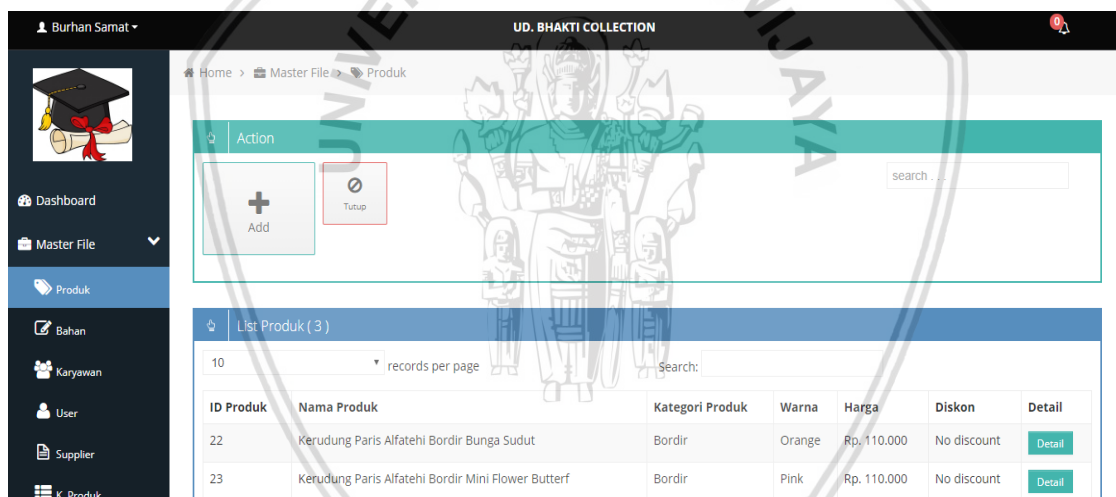 Burhan Samat
UD. BHAKTI COLLECTION
0
Home > Master File > Produk
UNIVE
WIJAYA
Action
search . . .
Add
Tutup
Dashboard
Master File
Produk
Bahan
Karyawan
User
Supplier
K. Produk
List Produk ( 3 )
10 records per page
Search:
ID Produk Nama Produk Kategori Produk Warna Harga Diskon Detail
22 Kerudung Paris Alfatehi Bordir Bunga Sudut Bordir Orange Rp. 110.000 No discount Detail
23 Kerudung Paris Alfatehi Bordir Mini Flower Butterf Bordir Pink Rp. 110.000 No discount Detail